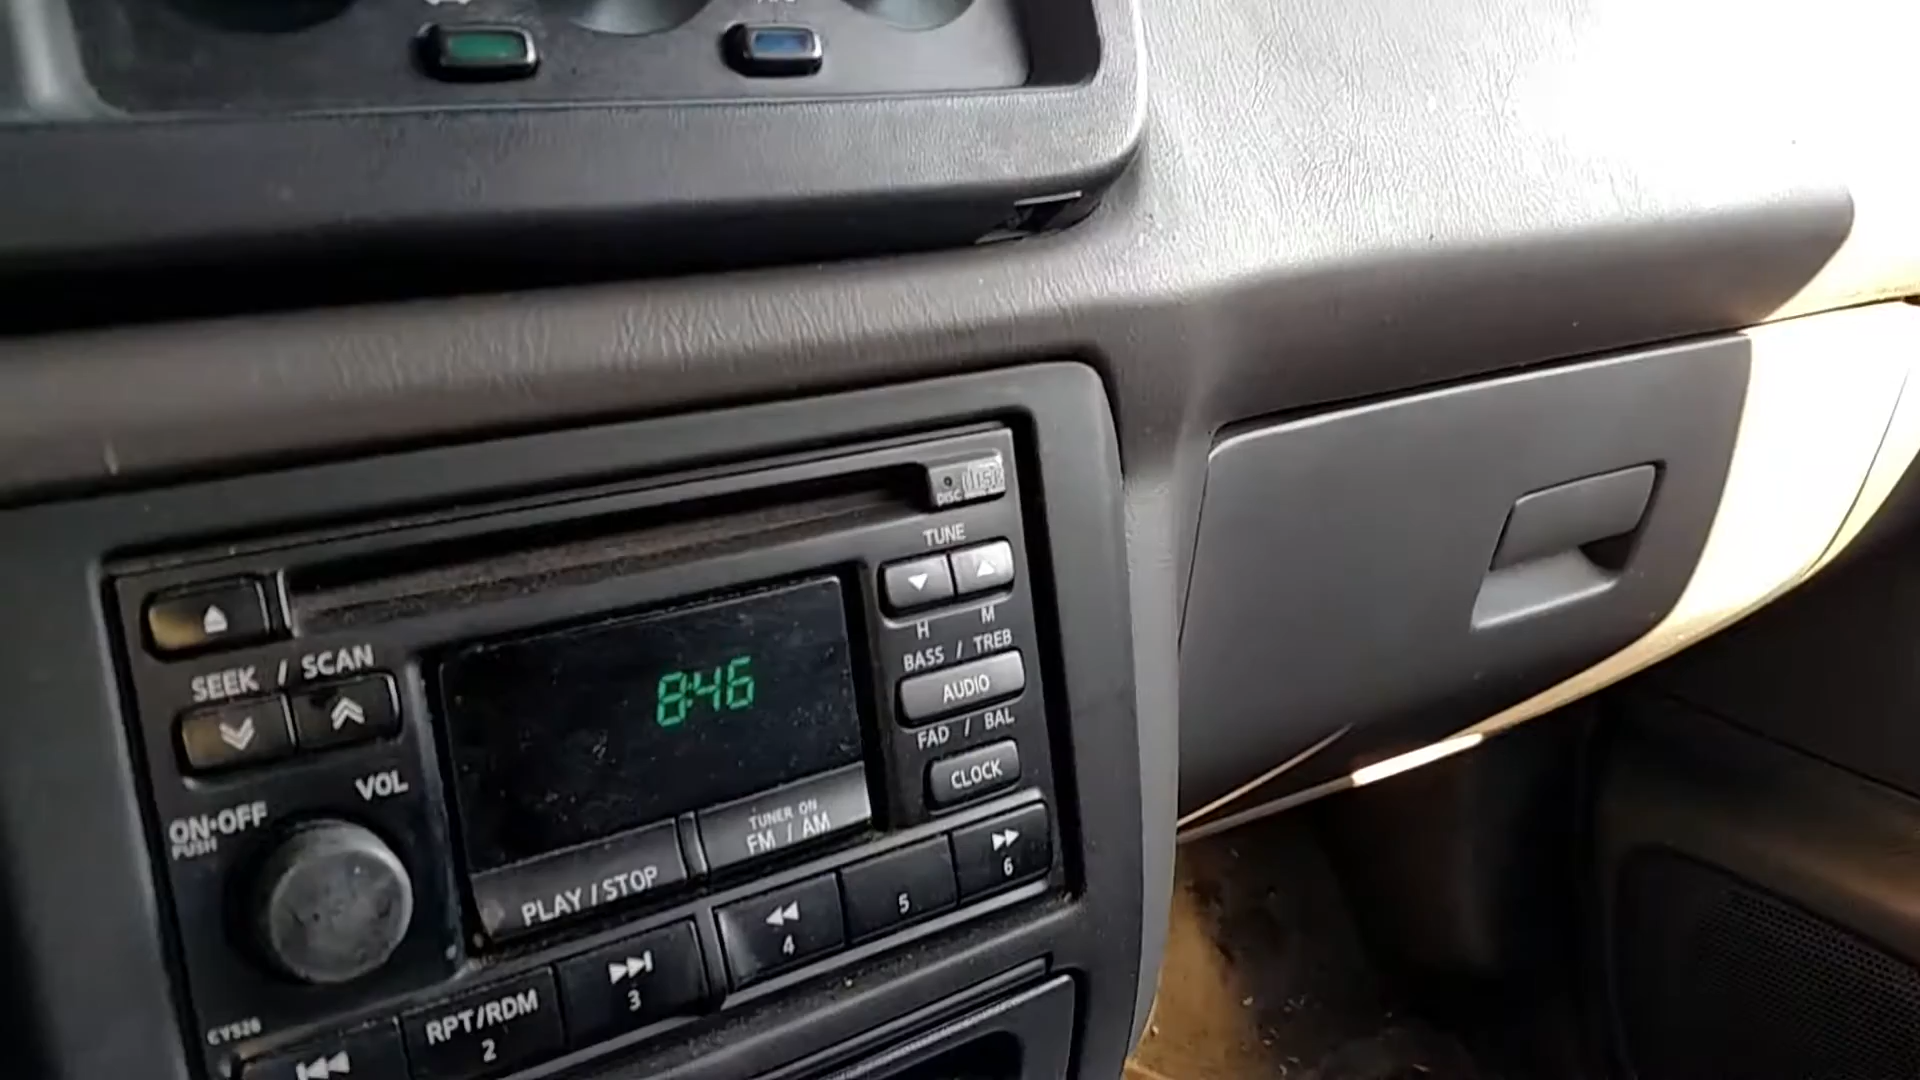 DISC
TUNE
H M
SEEK / SCAN
8:46
BASS / TREB
AUDIO
FAD / BAL
VOL
CLOCK
ON•OFF
PUSH
TUNER ON
FM / AM
PLAY / STOP
6
5
4
3
RPT/RDM
2
CY528